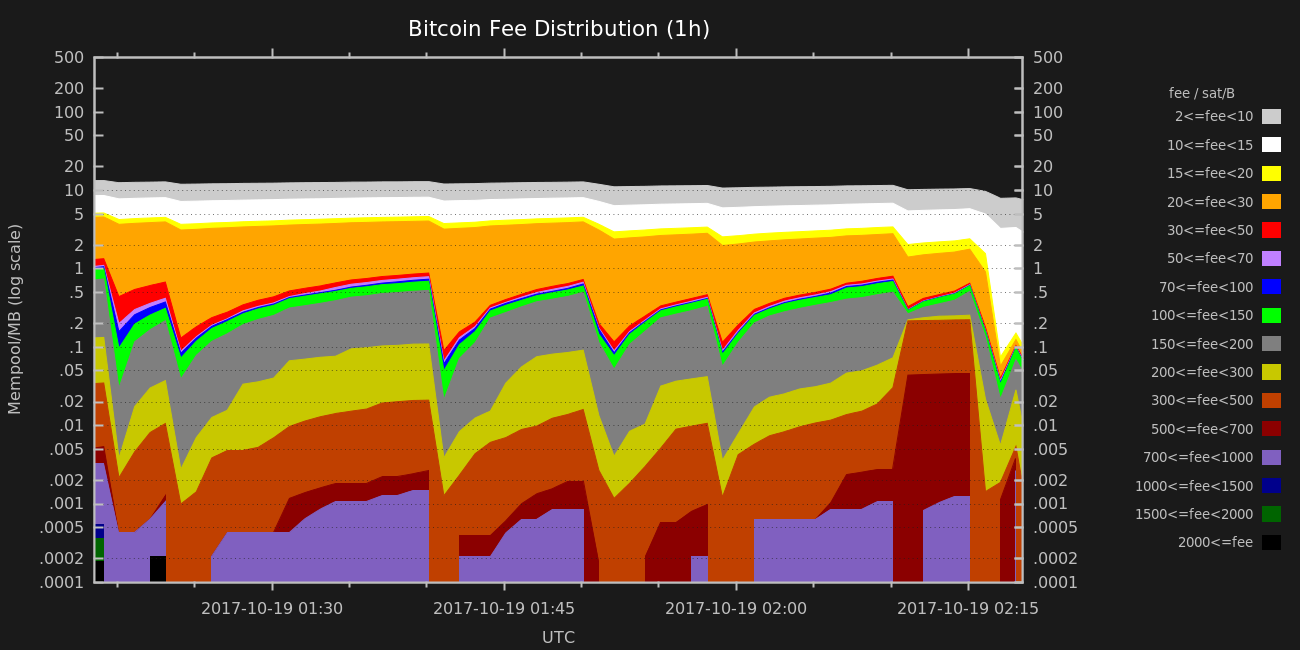 Bitcoin Fee Distribution (1h)
Mempool/MB (log scale)
500
200
100
50
20
10
5
2
1
.5
.2
.1
.05
.02
.01
.005
.002
.001
.0005
.0002
.0001
500
200
100
50
20
10
5
2
1
.5
.2
.1
.05
.02
.01
.005
.002
.001
.0005
.0002
.0001
2017-10-19 01:30
2017-10-19 01:45
2017-10-19 02:00
2017-10-19 02:15
UTC
fee / sat/B
2<=fee<10
10<=fee<15
15<=fee<20
20<=fee<30
30<=fee<50
50<=fee<70
70<=fee<100
100<=fee<150
150<=fee<200
200<=fee<300
300<=fee<500
500<=fee<700
700<=fee<1000
1000<=fee<1500
1500<=fee<2000
2000<=fee